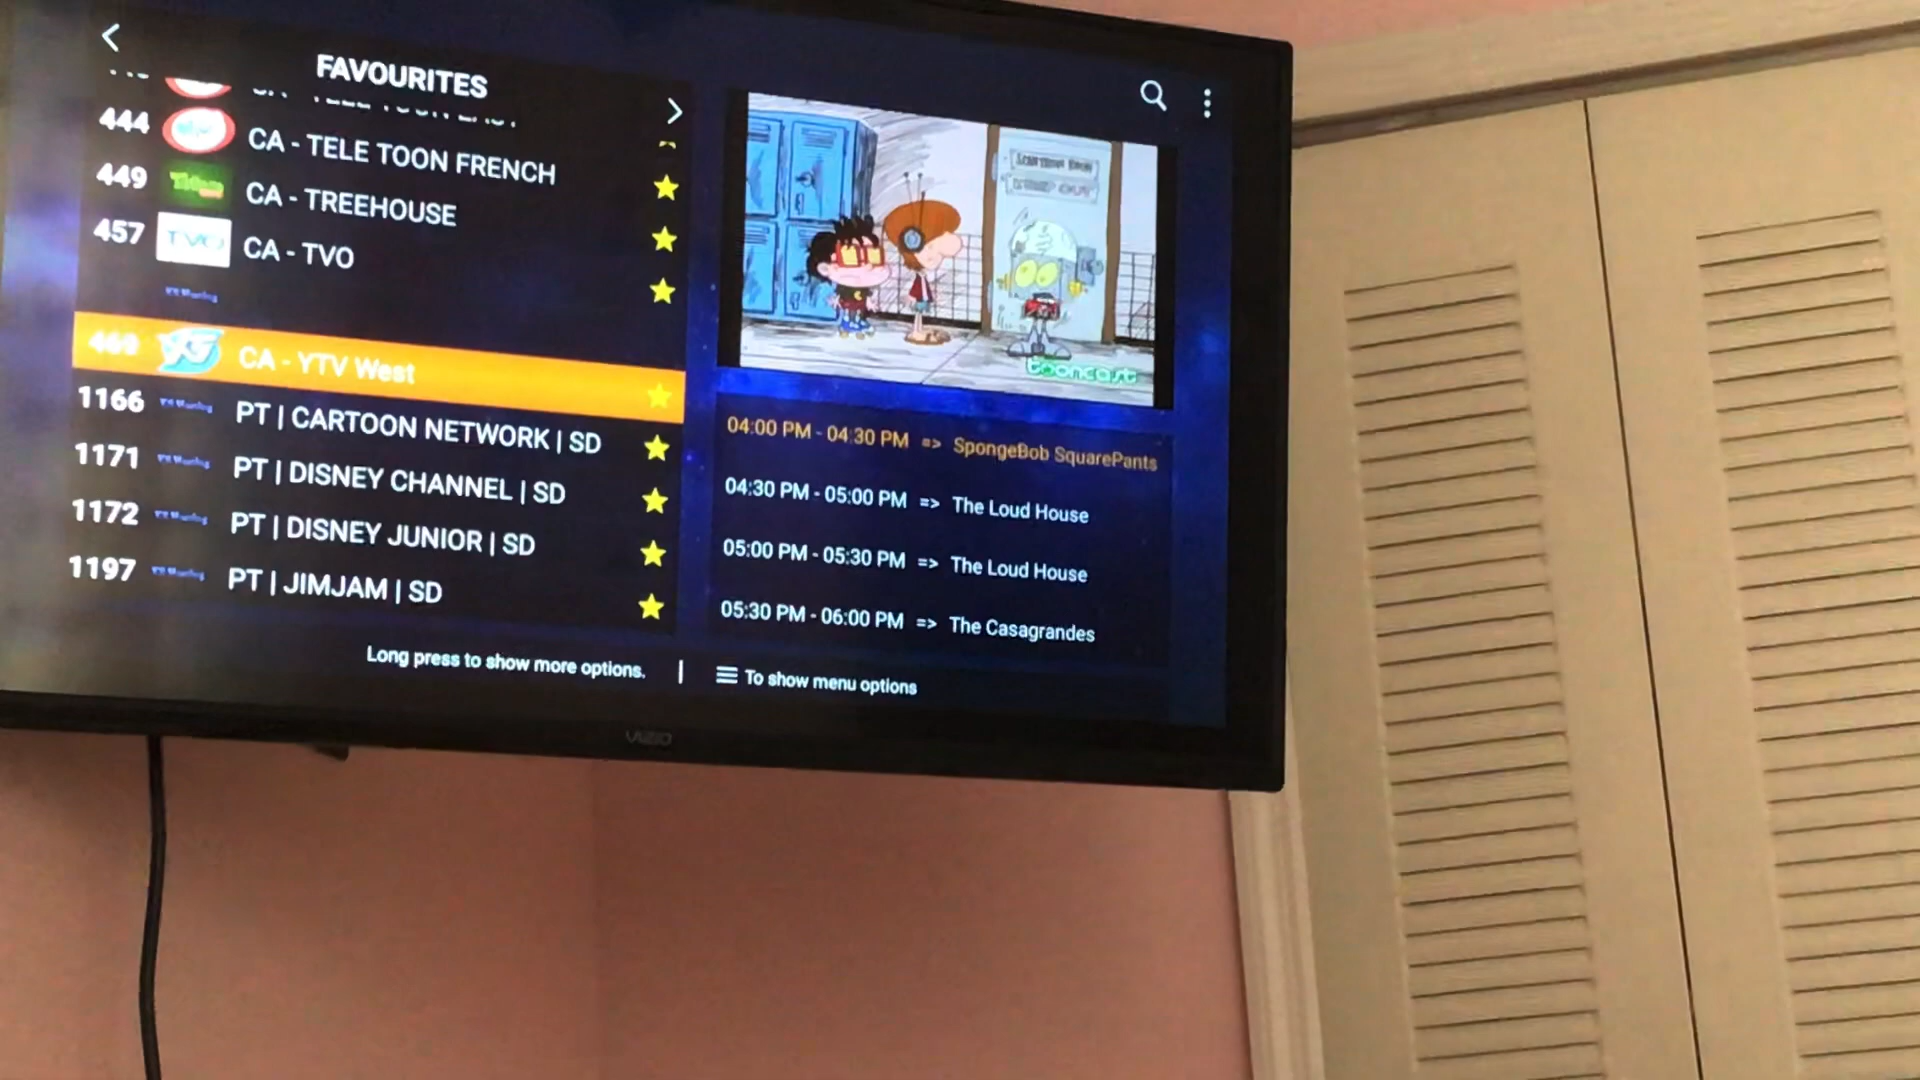 FAVOURITES
444 CA - TELE TOON FRENCH
449 CA - TREEHOUSE
457 TVO CA - TVO
469 CA - YTV West
1166 PT | CARTOON NETWORK | SD
1171 PT | DISNEY CHANNEL | SD
1172 PT | DISNEY JUNIOR | SD
1197 PT | JIMJAM | SD
tooncast
04:00 PM - 04:30 PM => SpongeBob SquarePants
04:30 PM - 05:00 PM => The Loud House
05:00 PM - 05:30 PM => The Loud House
05:30 PM - 06:00 PM => The Casagrandes
Long press to show more options. | To show menu options
VIZIO